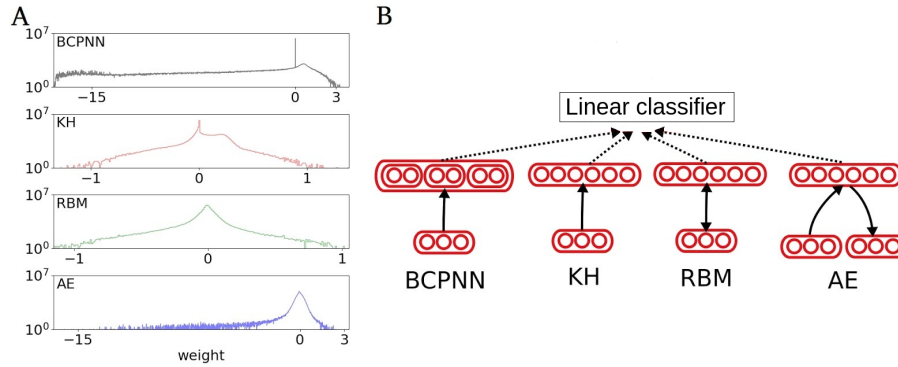 A
10^7
BCPNN
10^0
−15
0
3
10^7
KH
10^0
−1
0
1
10^7
RBM
10^0
−1
0
1
10^7
AE
10^0
−15
0
3
weight
B
Linear classifier
BCPNN
KH
RBM
AE